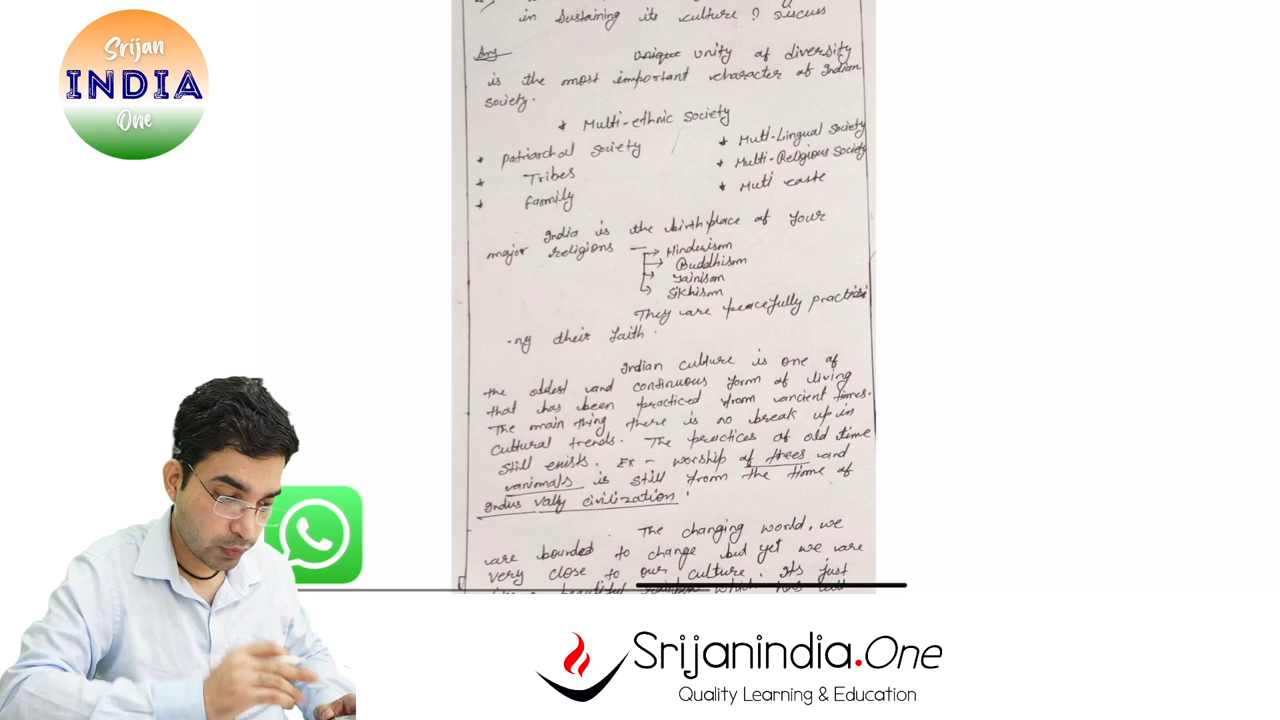 Srijan
INDIA
One
in sustaining its culture ? Discuss
Ans
unity of diversity
is the most important character of Indian
society.
* Multi-ethnic society
* Patriarchal society
* Tribes
* family
* Mutl-Lingual society
* Multi-Religious society
* Mutl caste
India is the birthplace of four
major religions → Hinduism
→ Buddhism
→ Jainism
→ Sikhism
They are peacefully practisi
-ng their faith.
Indian culture is one of
the oldest and continuous form of living
that has been practiced from ancient times.
The main thing there is no break up in
cultural trends. The practices of old time
still exists. Ex - worship of trees and
animals is still from the time of
Indus vally civilization.
The changing world, we
are bounded to change but yet we are
very close to our culture. Its just
beautiful
Srijanindia.One
Quality Learning & Education